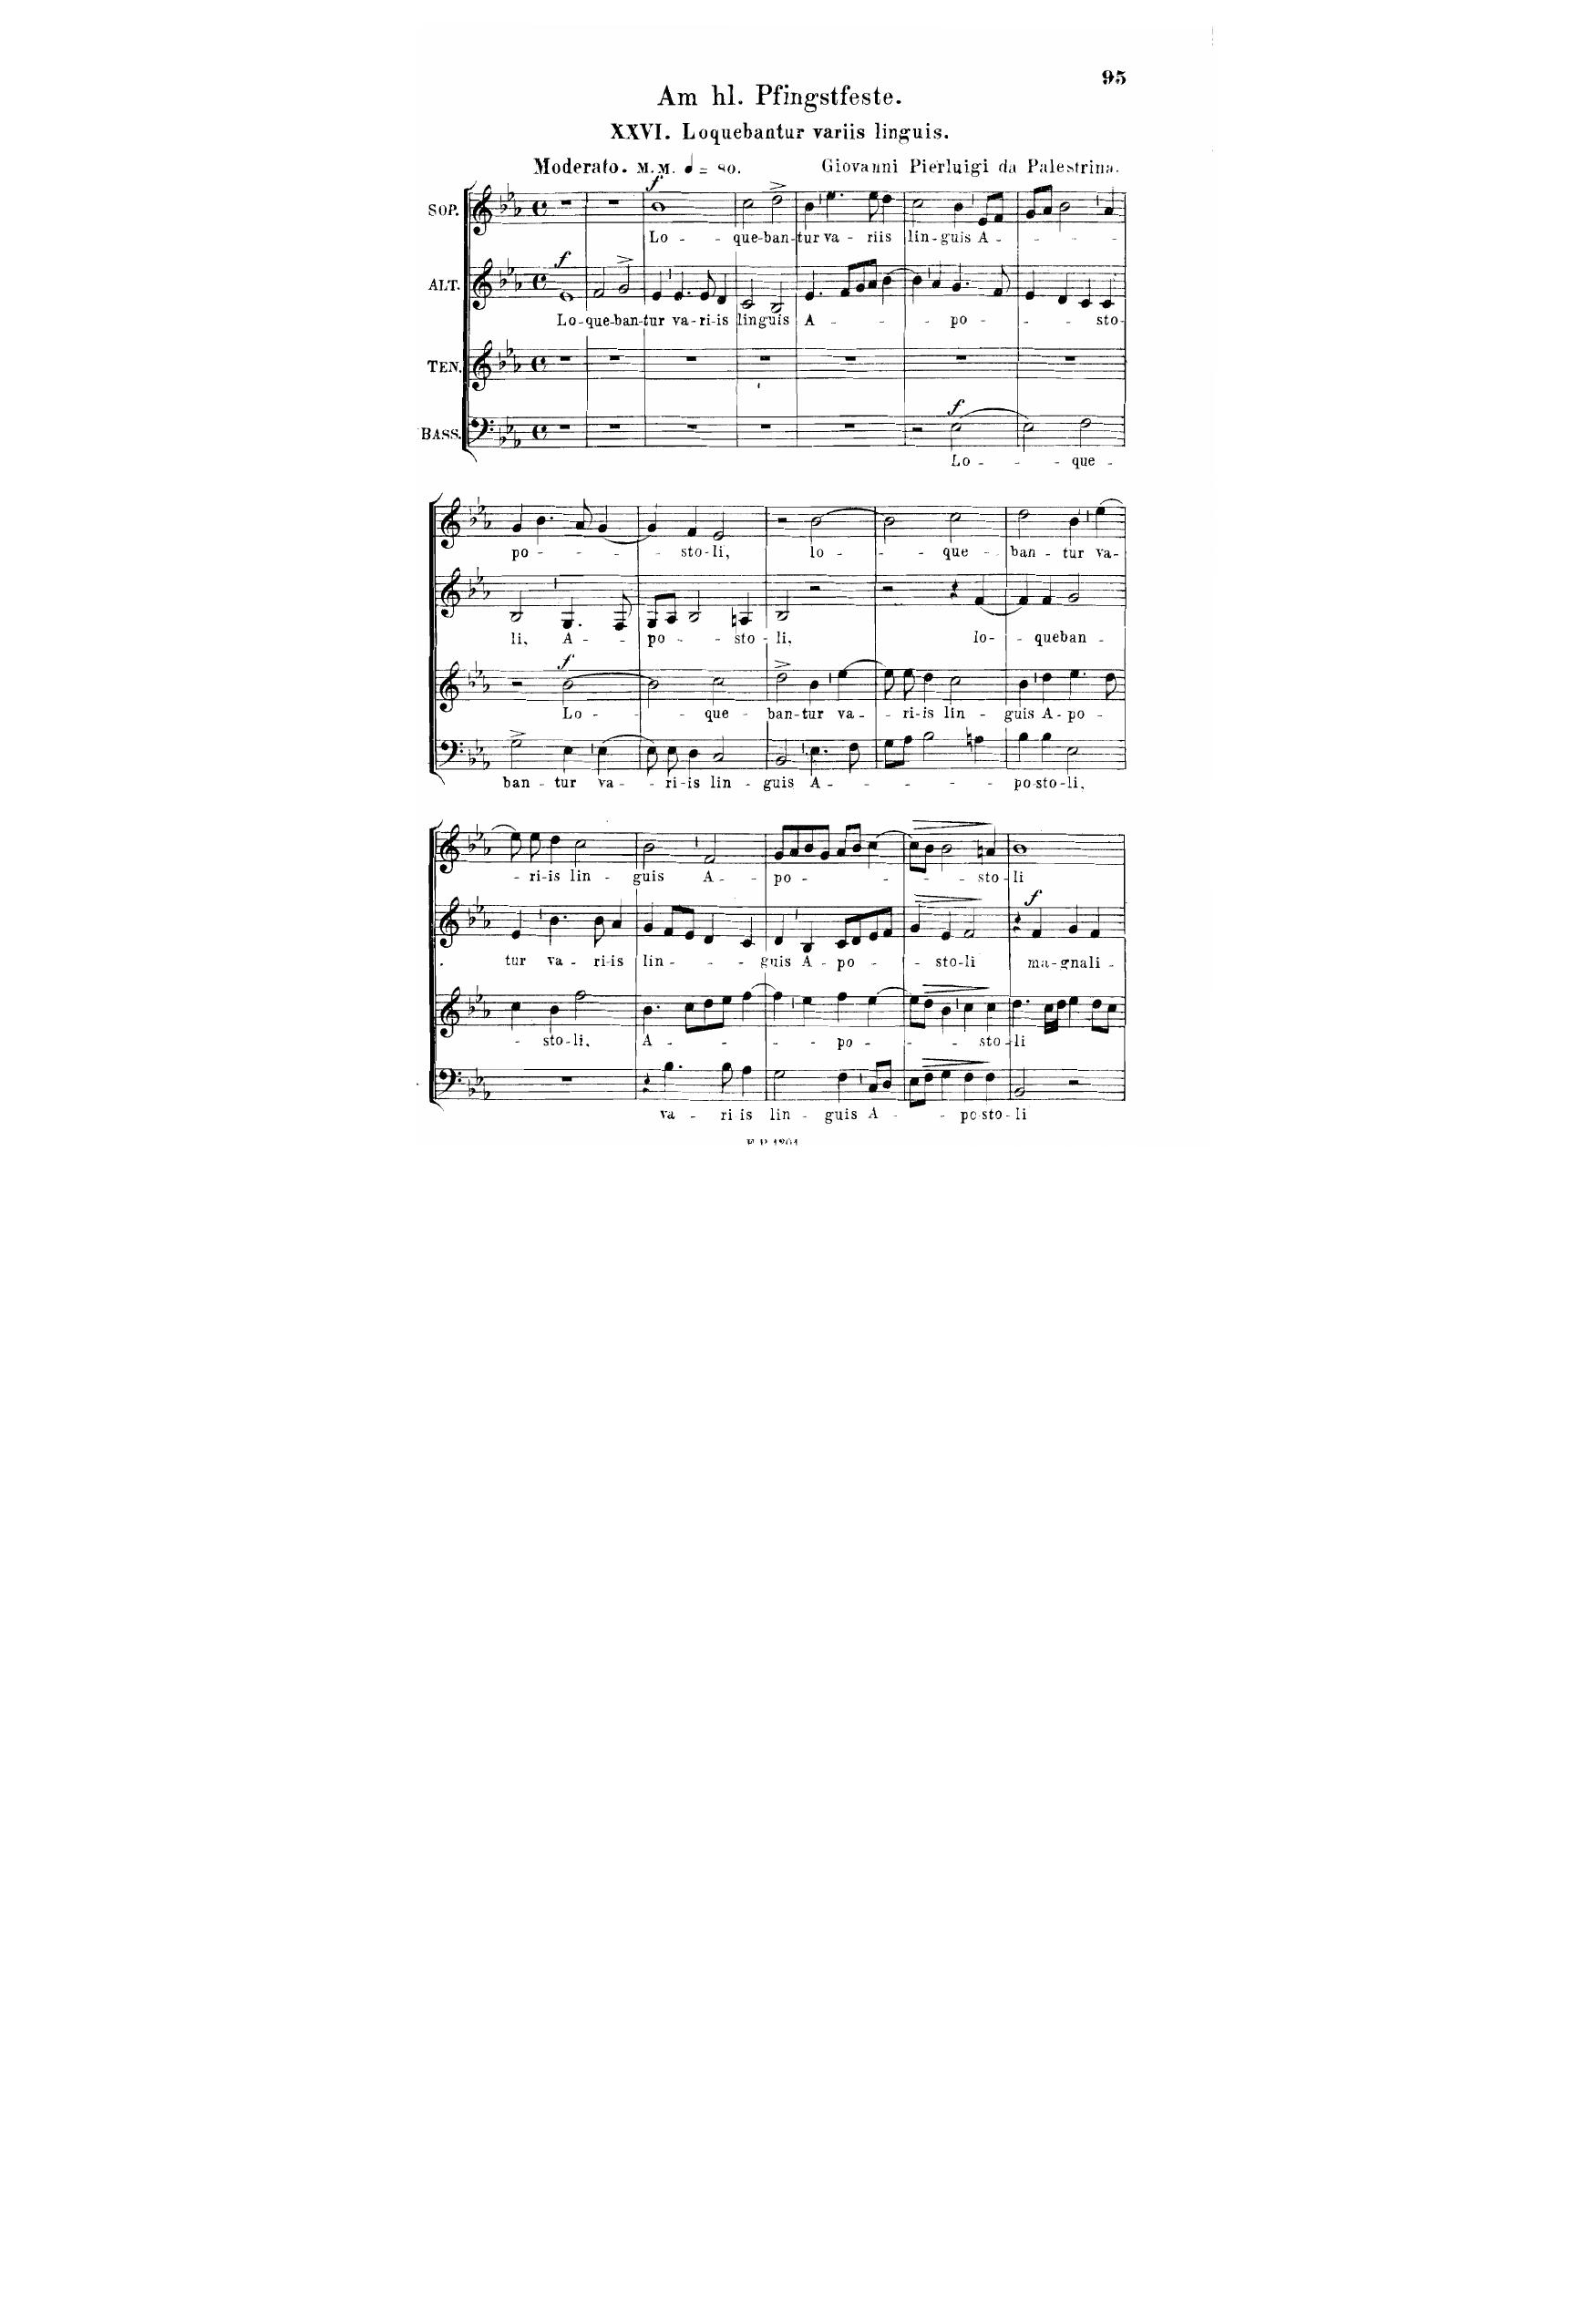 95
Am hl. Pfingstfeste.
XXVI. Loquebantur variis linguis.
Moderato. M.M. = 80. Giovanni Pierluigi da Palestrina.
f
SOP.
Lo - que-ban-tur va - riis lin-guis A -
f
ALT.
Lo-que-ban-tur va-ri-is linguis A - po - sto-
TEN.
f
BASS.
Lo - que -
po - sto-li, lo - que - ban - tur va-
li, A - po - sto - li, lo - queban -
f
Lo - que - ban-tur va - ri-is lin - guis A - po -
ban - tur va - ri-is lin - guis A - po-sto-li,
- ri-is lin - guis A - po - sto-li
f
tur va - ri-is lin - guis A - po - sto-li ma-gnali -
- sto-li, A - po - sto-li
va - ri-is lin - guis A - po-sto-li